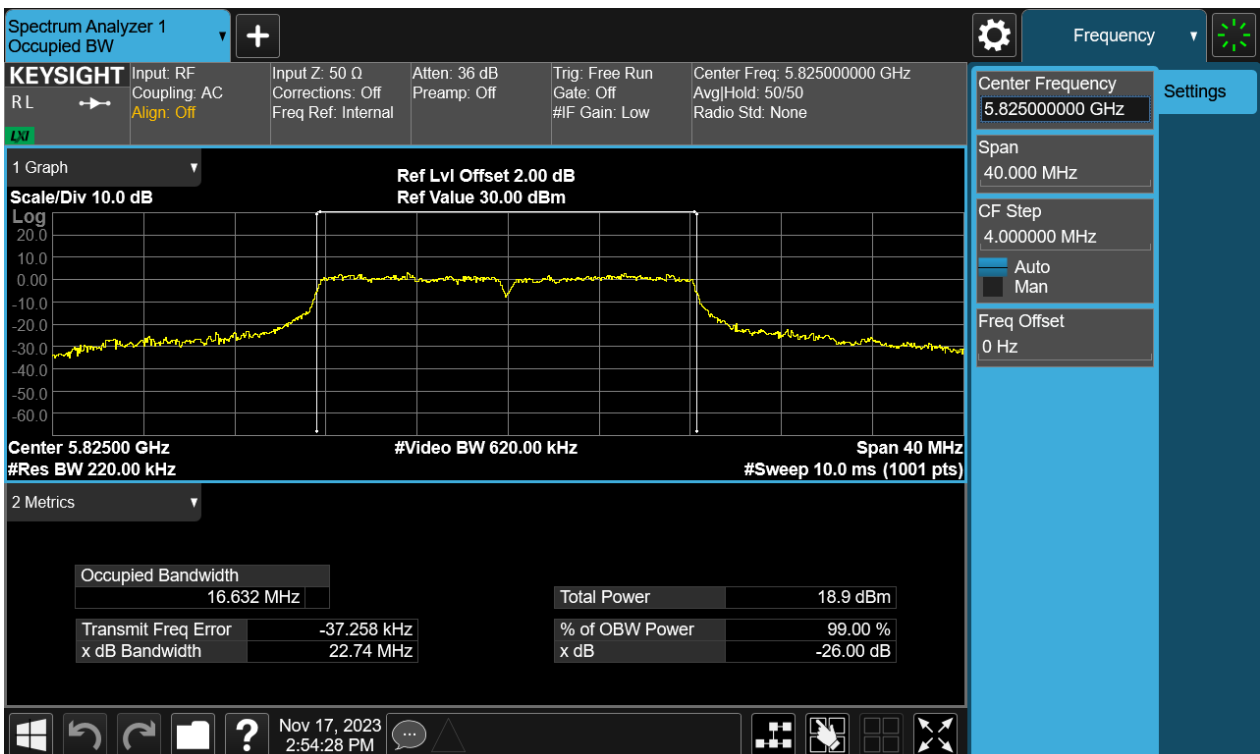 Spectrum Analyzer 1
Occupied BW
Frequency
KEYSIGHT
R L
LXI
Input: RF
Coupling: AC
Align: Off
Input Z: 50 Ω
Corrections: Off
Freq Ref: Internal
Atten: 36 dB
Preamp: Off
Trig: Free Run
Gate: Off
#IF Gain: Low
Center Freq: 5.825000000 GHz
Avg|Hold: 50/50
Radio Std: None
Center Frequency
5.825000000 GHz
Settings
Span
40.000 MHz
CF Step
4.000000 MHz
Auto
Man
Freq Offset
0 Hz
1 Graph
Ref Lvl Offset 2.00 dB
Scale/Div 10.0 dB
Ref Value 30.00 dBm
Log
20.0
10.0
0.00
-10.0
-20.0
-30.0
-40.0
-50.0
-60.0
Center 5.82500 GHz
#Video BW 620.00 kHz
Span 40 MHz
#Res BW 220.00 kHz
#Sweep 10.0 ms (1001 pts)
2 Metrics
Occupied Bandwidth
16.632 MHz
Total Power 18.9 dBm
Transmit Freq Error -37.258 kHz
% of OBW Power 99.00 %
x dB Bandwidth 22.74 MHz
x dB -26.00 dB
?
Nov 17, 2023
2:54:28 PM